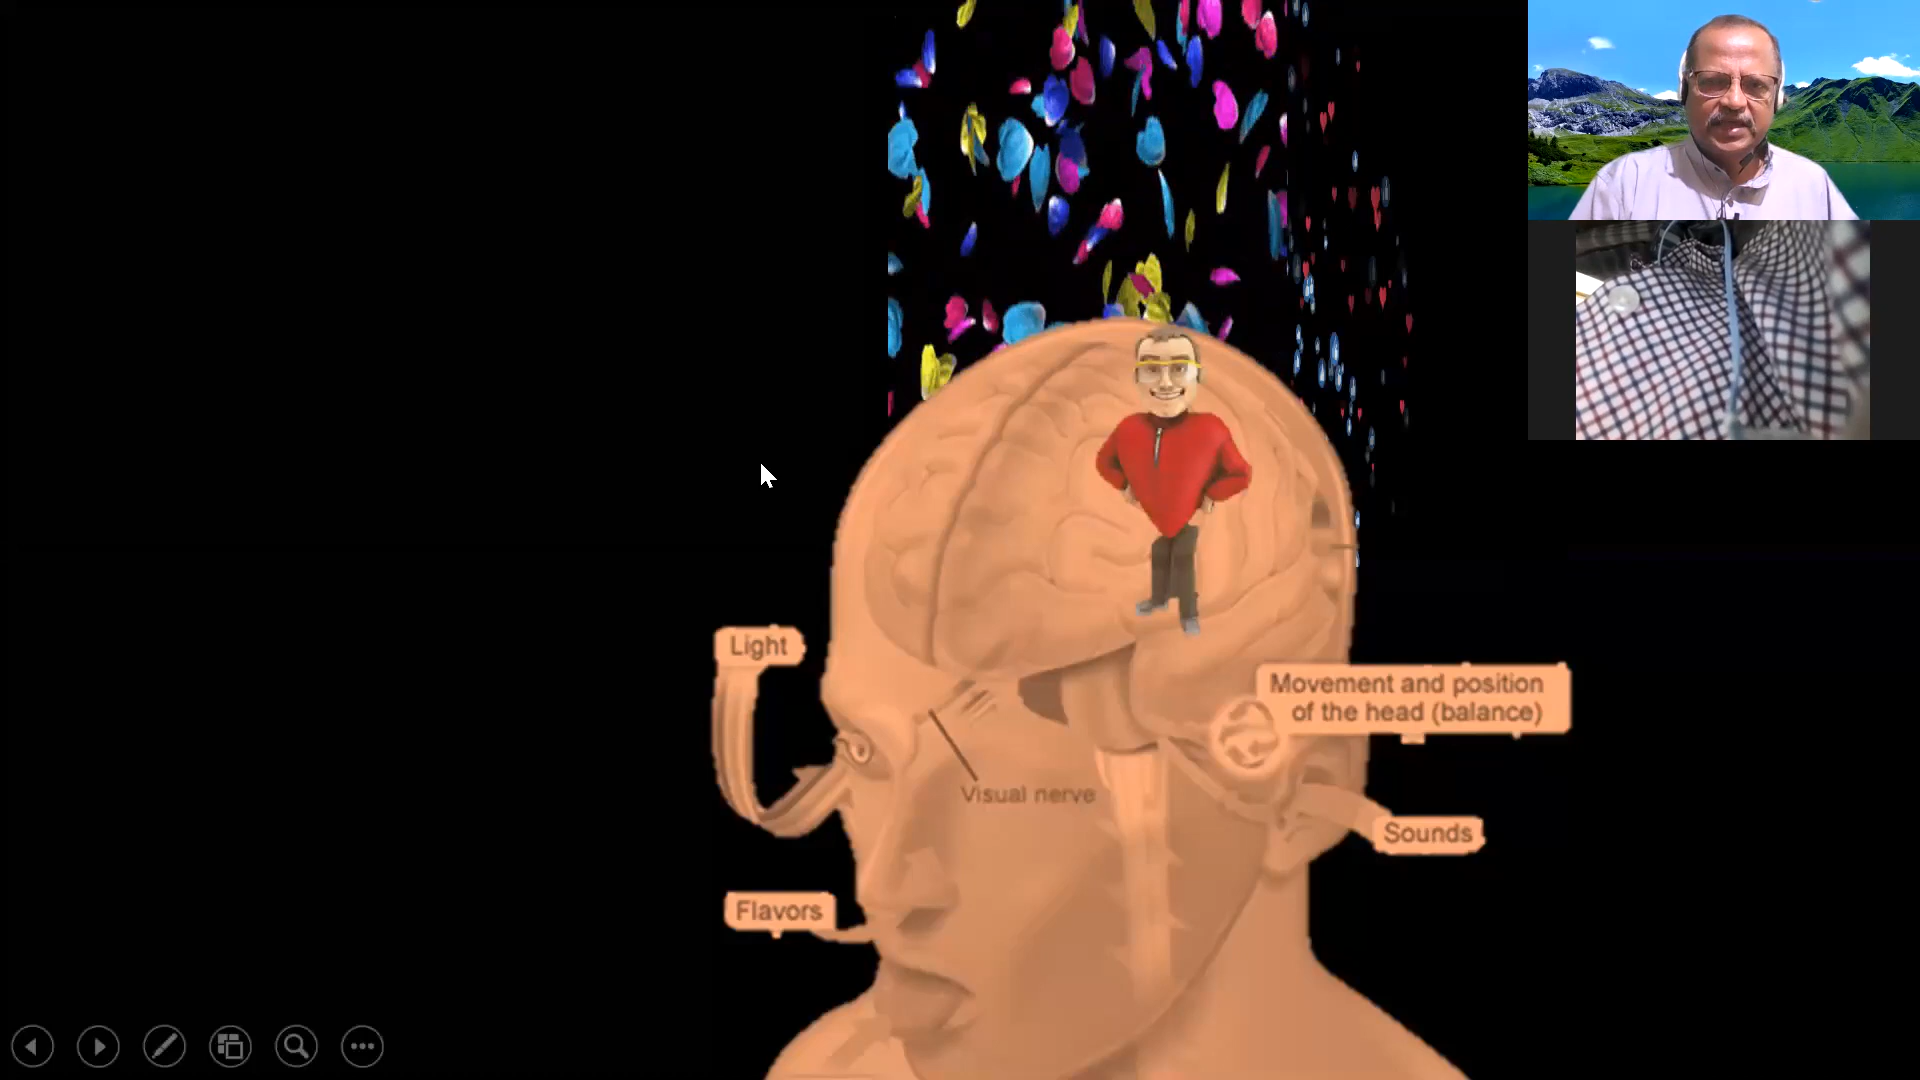 Light
Movement and position
of the head (balance)
Visual nerve
Sounds
Flavors